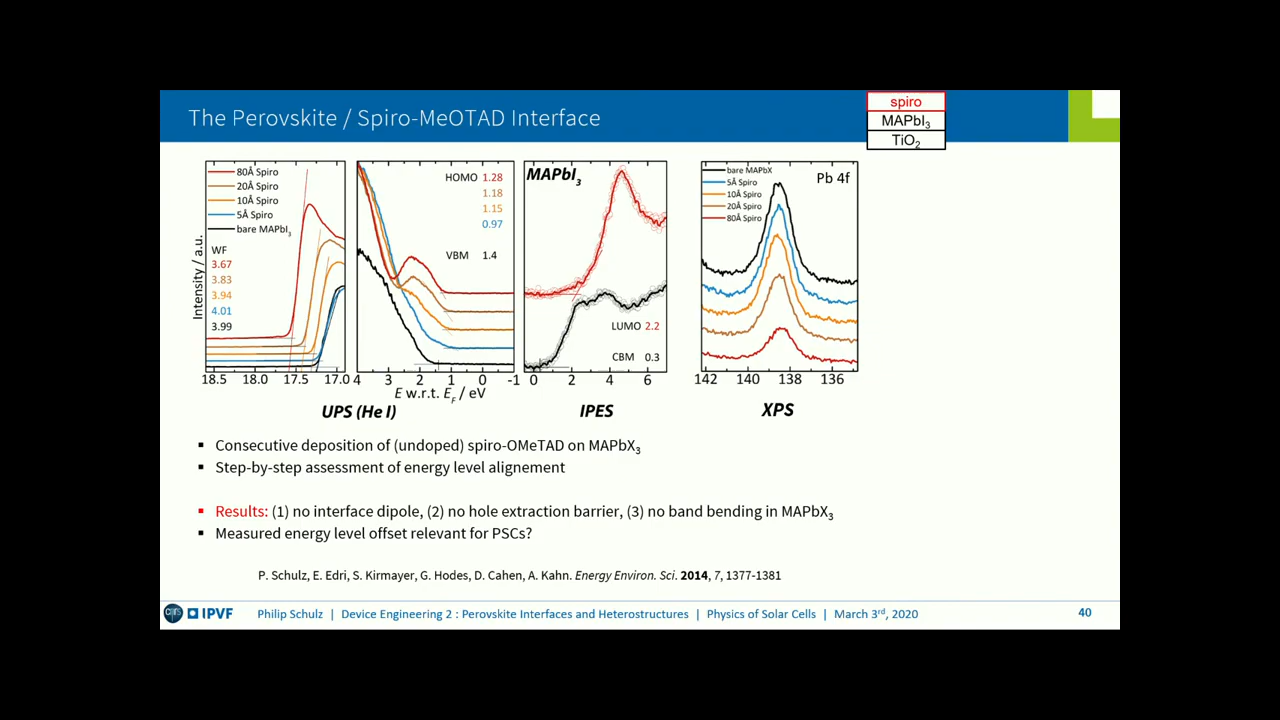 The Perovskite / Spiro-MeOTAD Interface
spiro
MAPbI₃
TiO₂
80Å Spiro
20Å Spiro
10Å Spiro
5Å Spiro
bare MAPbI₃
WF
3.67
3.83
3.94
4.01
3.99
Intensity / a.u.
18.5 18.0 17.5 17.0
HOMO 1.28
1.18
1.15
0.97
VBM 1.4
4 3 2 1 0 -1
E w.r.t. E_F / eV
UPS (He I)
MAPbI₃
LUMO 2.2
CBM 0.3
0 2 4 6
IPES
bare MAPbX
5Å Spiro
10Å Spiro
20Å Spiro
80Å Spiro
Pb 4f
142 140 138 136
XPS
▪ Consecutive deposition of (undoped) spiro-OMeTAD on MAPbX₃
▪ Step-by-step assessment of energy level alignement
▪ Results: (1) no interface dipole, (2) no hole extraction barrier, (3) no band bending in MAPbX₃
▪ Measured energy level offset relevant for PSCs?
P. Schulz, E. Edri, S. Kirmayer, G. Hodes, D. Cahen, A. Kahn. Energy Environ. Sci. 2014, 7, 1377-1381
cnrs IPVF Philip Schulz | Device Engineering 2 : Perovskite Interfaces and Heterostructures | Physics of Solar Cells | March 3rd, 2020 40